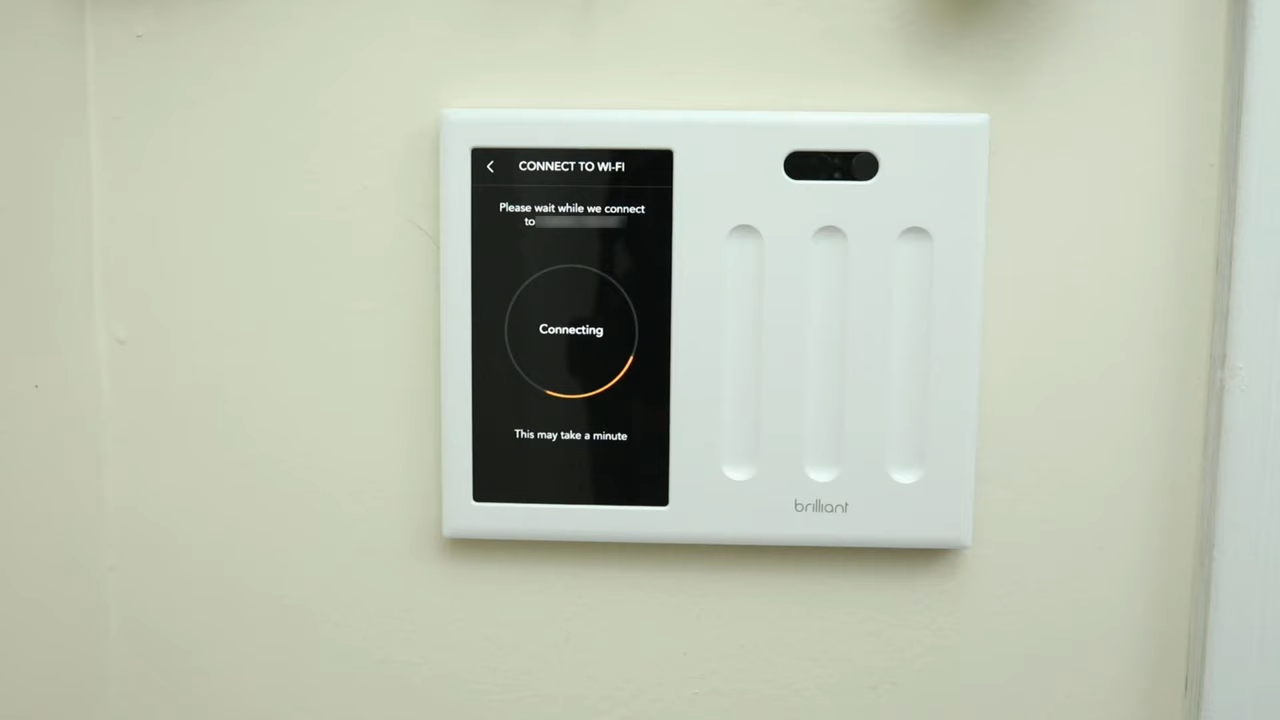 CONNECT TO WI-FI
Please wait while we connect
to
Connecting
This may take a minute
brilliant